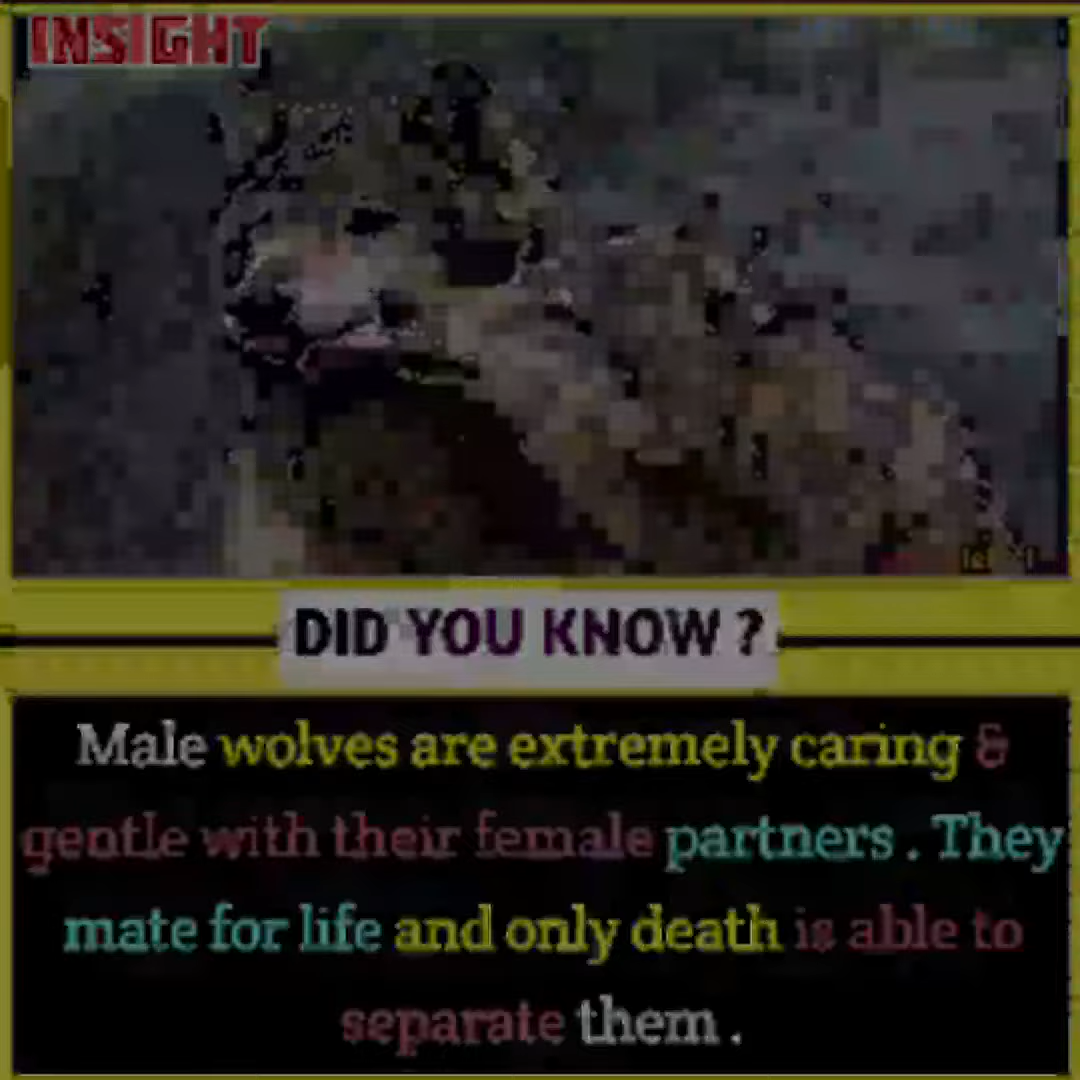 INSIGHT
DID YOU KNOW ?
Male wolves are extremely caring &
gentle with their female partners . They
mate for life and only death is able to
separate them .